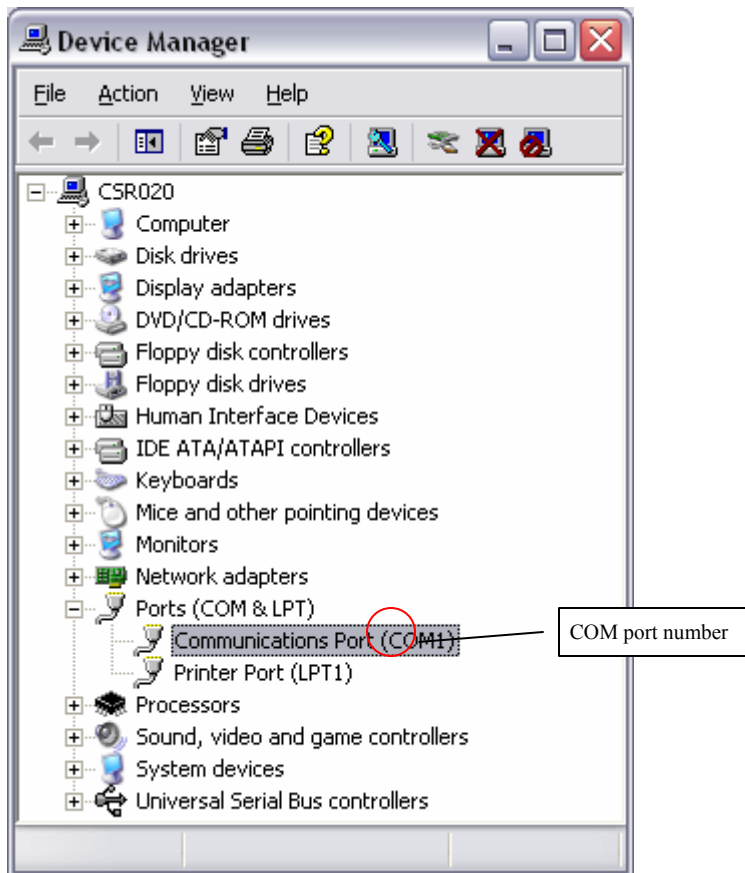 Device Manager
File Action View Help
CSR020
Computer
Disk drives
Display adapters
DVD/CD-ROM drives
Floppy disk controllers
Floppy disk drives
Human Interface Devices
IDE ATA/ATAPI controllers
Keyboards
Mice and other pointing devices
Monitors
Network adapters
Ports (COM & LPT)
Communications Port (COM1)
COM port number
Printer Port (LPT1)
Processors
Sound, video and game controllers
System devices
Universal Serial Bus controllers